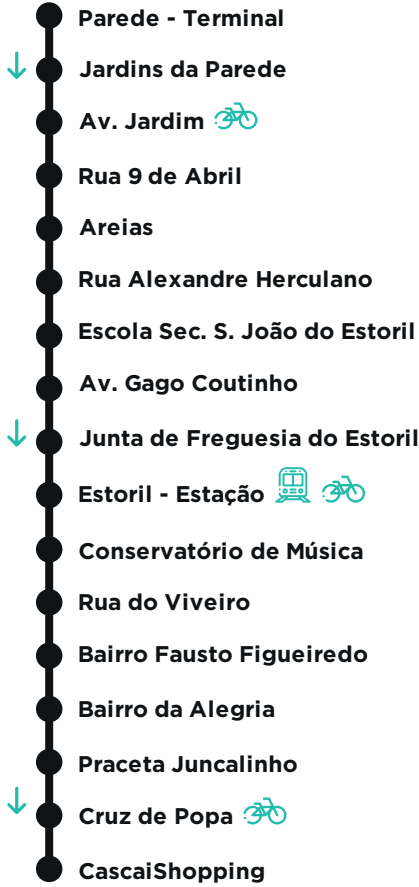 Parede - Terminal
Jardins da Parede
Av. Jardim
Rua 9 de Abril
Areias
Rua Alexandre Herculano
Escola Sec. S. João do Estoril
Av. Gago Coutinho
Junta de Freguesia do Estoril
Estoril - Estação
Conservatório de Música
Rua do Viveiro
Bairro Fausto Figueiredo
Bairro da Alegria
Praceta Juncalinho
Cruz de Popa
CascaiShopping